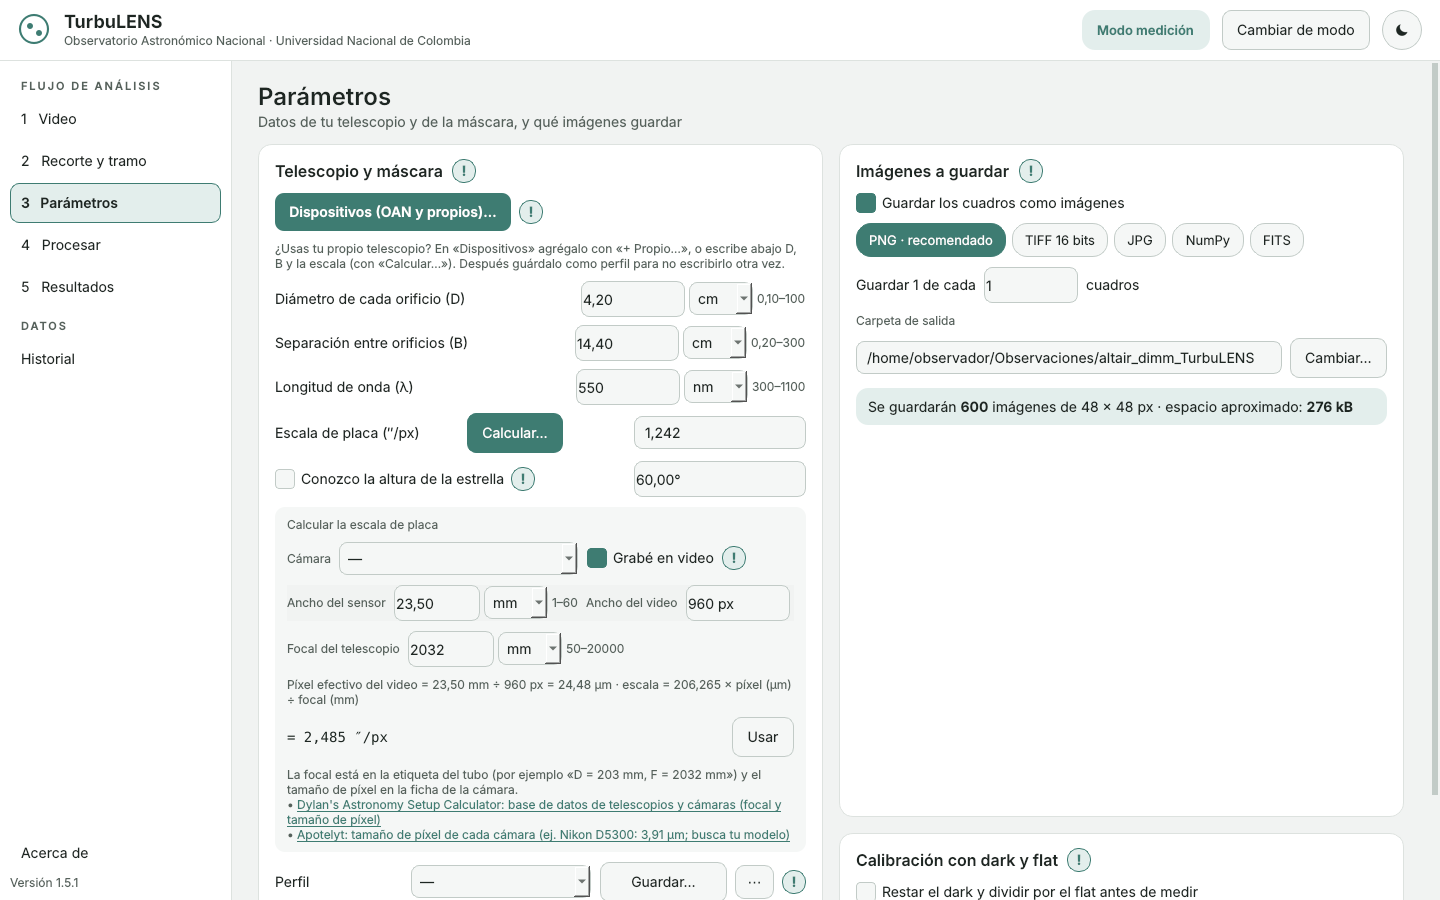 TurbuLENS
Observatorio Astronómico Nacional · Universidad Nacional de Colombia
Modo medición
Cambiar de modo
FLUJO DE ANÁLISIS
1 Video
2 Recorte y tramo
3 Parámetros
4 Procesar
5 Resultados
DATOS
Historial
Acerca de
Versión 1.5.1
Parámetros
Datos de tu telescopio y de la máscara, y qué imágenes guardar
Telescopio y máscara !
Dispositivos (OAN y propios)... !
¿Usas tu propio telescopio? En «Dispositivos» agrégalo con «+ Propio...», o escribe abajo D,
B y la escala (con «Calcular...»). Después guárdalo como perfil para no escribirlo otra vez.
Diámetro de cada orificio (D) 4,20 cm 0,10–100
Separación entre orificios (B) 14,40 cm 0,20–300
Longitud de onda (λ) 550 nm 300–1100
Escala de placa (″/px) Calcular... 1,242
Conozco la altura de la estrella ! 60,00°
Calcular la escala de placa
Cámara — Grabé en video !
Ancho del sensor 23,50 mm 1–60 Ancho del video 960 px
Focal del telescopio 2032 mm 50–20000
Píxel efectivo del video = 23,50 mm ÷ 960 px = 24,48 µm · escala = 206,265 × píxel (µm)
÷ focal (mm)
= 2,485 ″/px Usar
La focal está en la etiqueta del tubo (por ejemplo «D = 203 mm, F = 2032 mm») y el
tamaño de píxel en la ficha de la cámara.
• Dylan's Astronomy Setup Calculator: base de datos de telescopios y cámaras (focal y
tamaño de píxel)
• Apotelyt: tamaño de píxel de cada cámara (ej. Nikon D5300: 3,91 µm; busca tu modelo)
Perfil — Guardar... ... !
Imágenes a guardar !
Guardar los cuadros como imágenes
PNG · recomendado TIFF 16 bits JPG NumPy FITS
Guardar 1 de cada 1 cuadros
Carpeta de salida
/home/observador/Observaciones/altair_dimm_TurbuLENS Cambiar...
Se guardarán 600 imágenes de 48 × 48 px · espacio aproximado: 276 kB
Calibración con dark y flat !
Restar el dark y dividir por el flat antes de medir